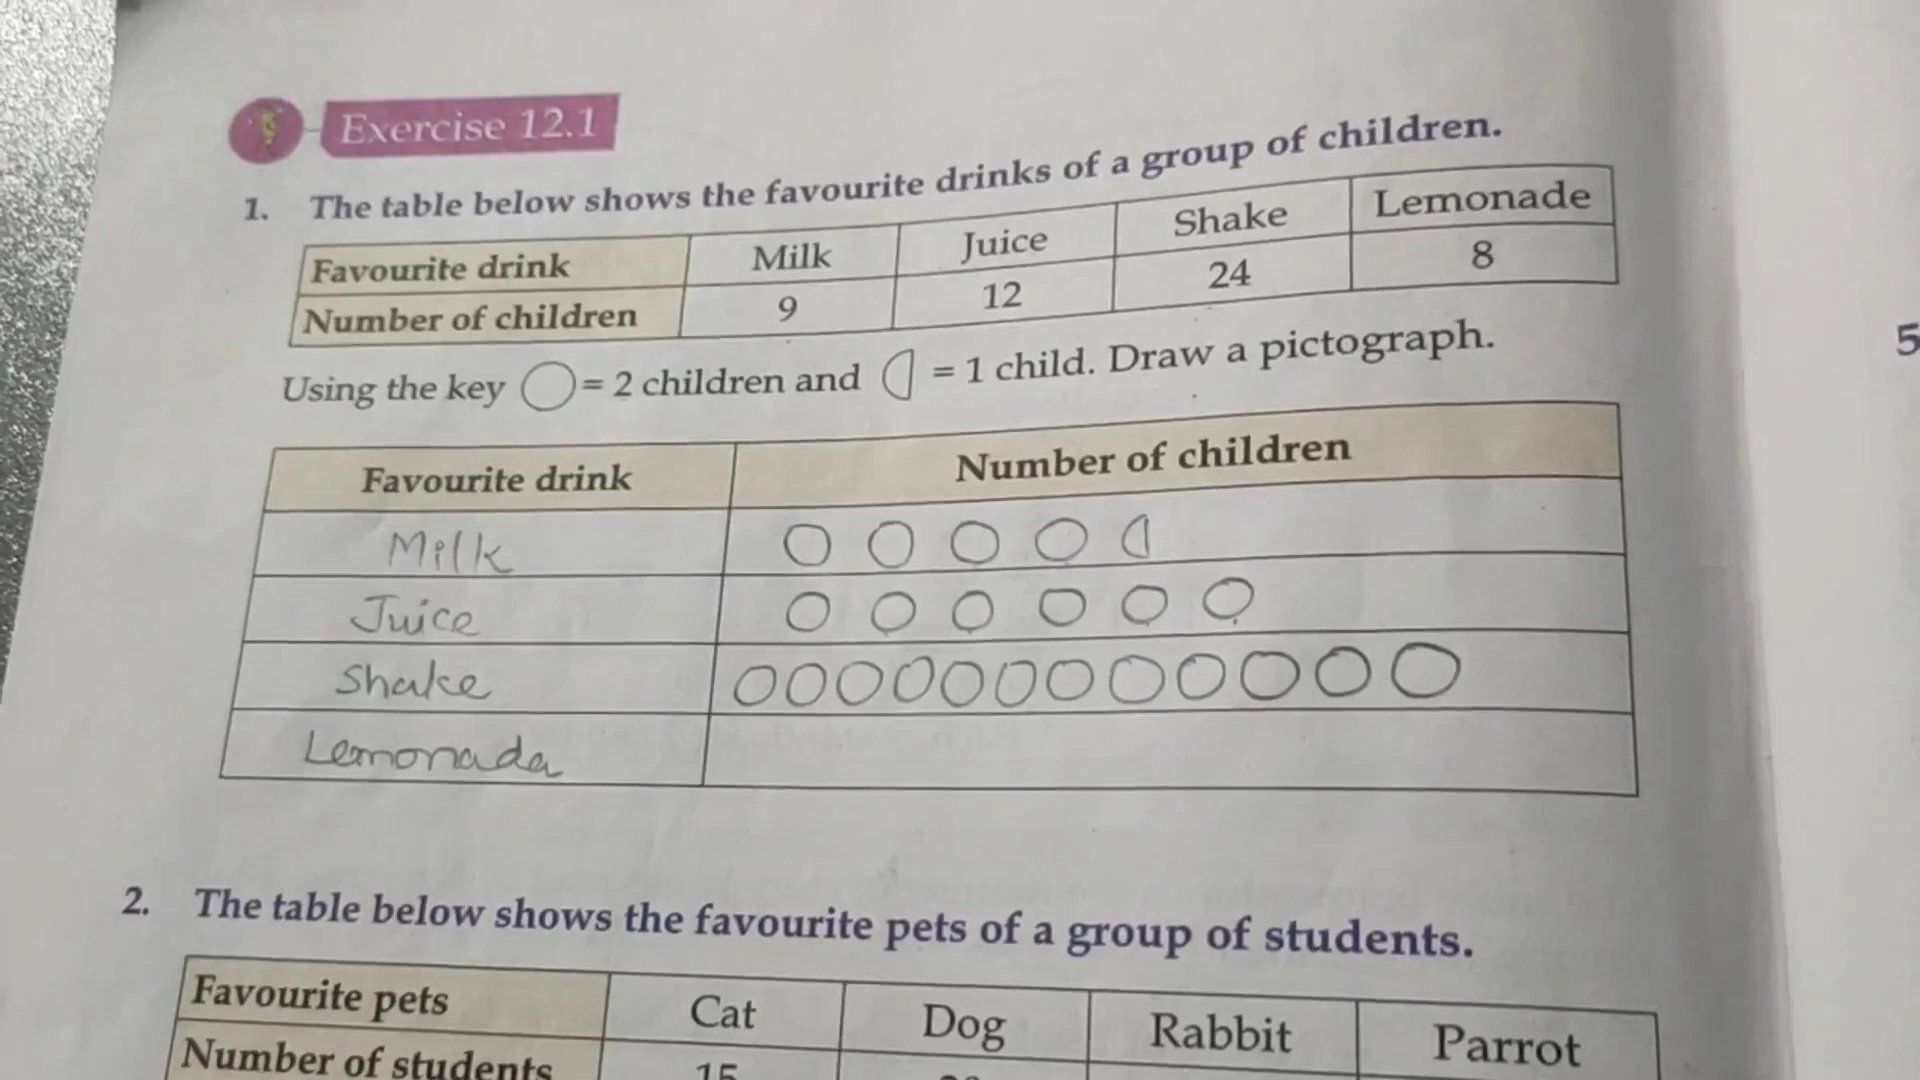 Exercise 12.1
1. The table below shows the favourite drinks of a group of children.
Favourite drink Milk Juice Shake Lemonade
Number of children 9 12 24 8
Using the key = 2 children and = 1 child. Draw a pictograph.
Favourite drink Number of children
Milk
Juice
Shake
Lemonada
2. The table below shows the favourite pets of a group of students.
Favourite pets Cat Dog Rabbit Parrot
Number of students 15
5